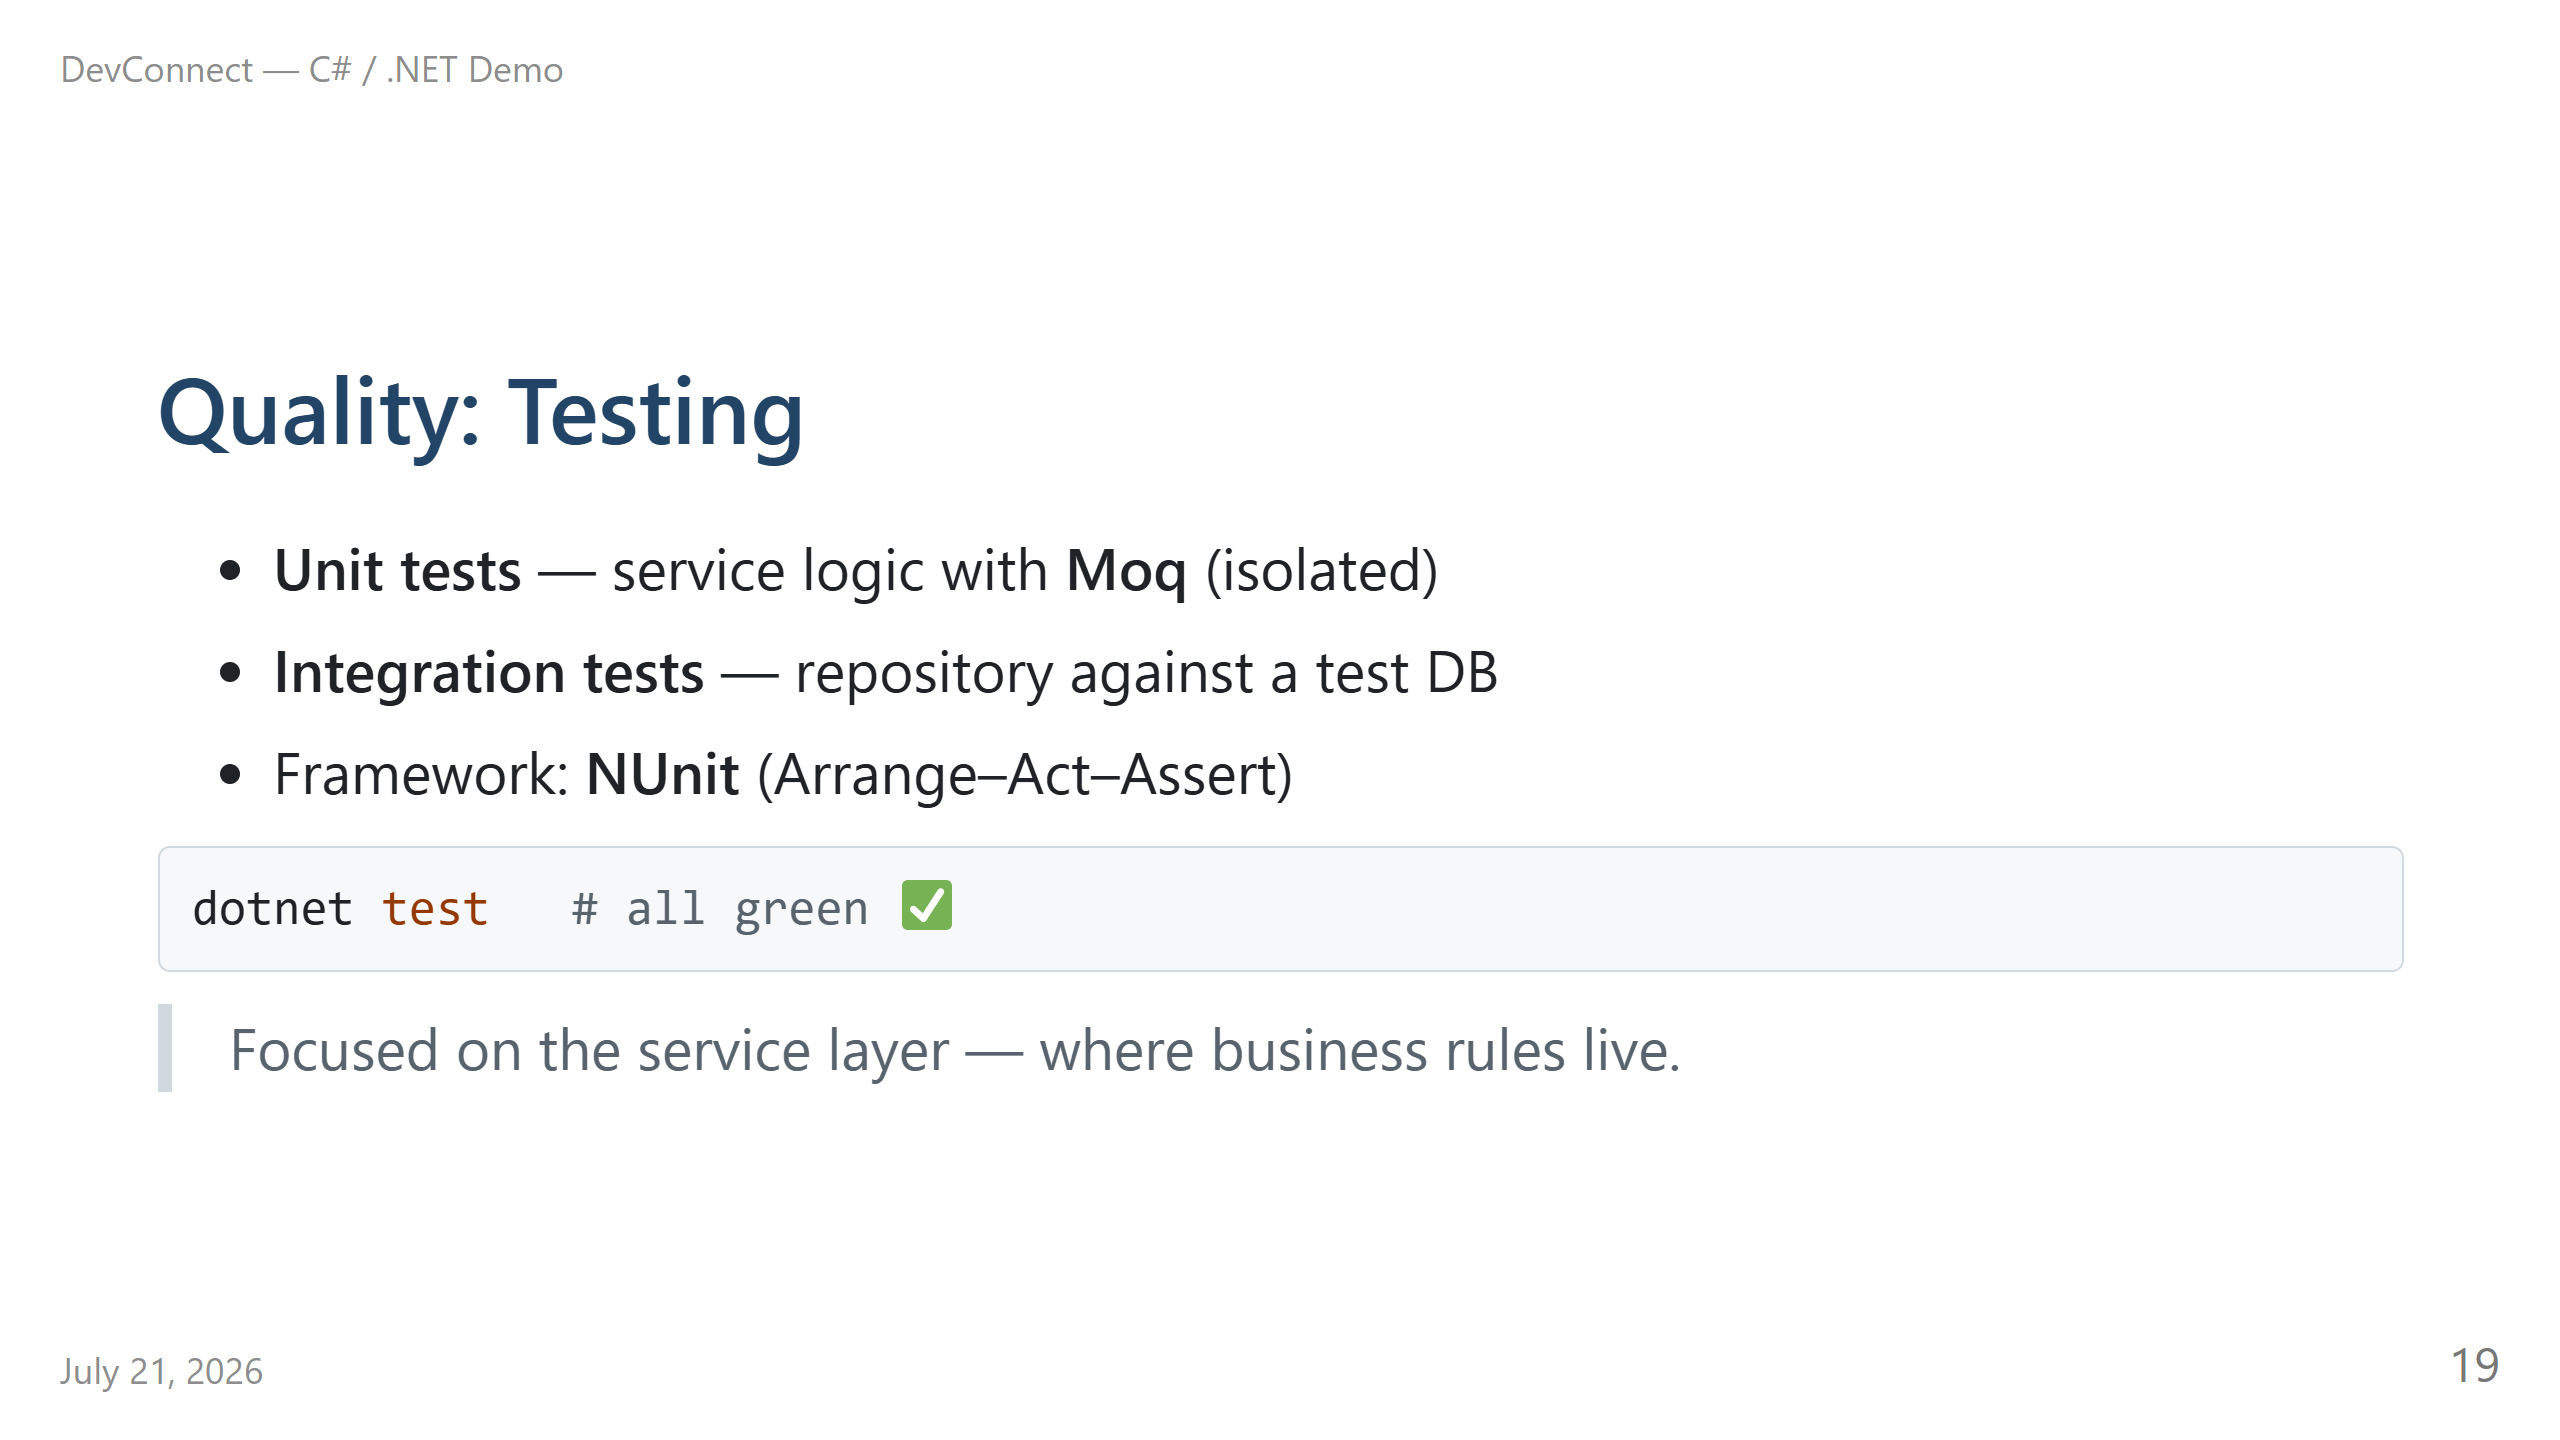 DevConnect — C# / .NET Demo
Quality: Testing
• Unit tests — service logic with Moq (isolated)
• Integration tests — repository against a test DB
• Framework: NUnit (Arrange–Act–Assert)
dotnet test   # all green ✅
Focused on the service layer — where business rules live.
July 21, 2026
19